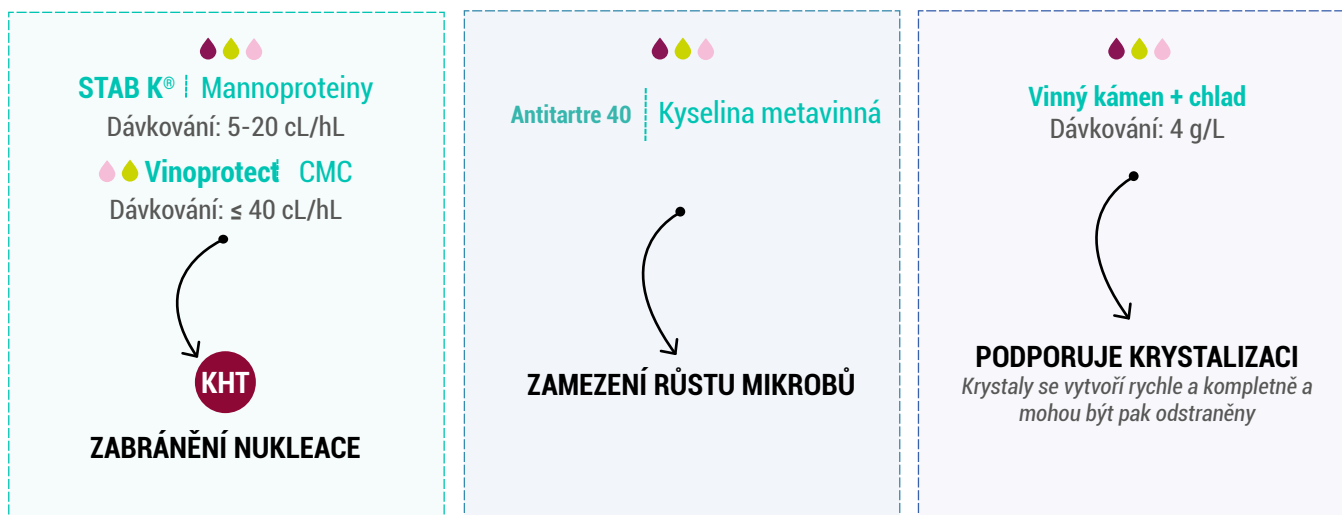 STAB K® | Mannoproteiny
Dávkování: 5-20 cL/hL
Vinoprotect CMC
Dávkování: ≤ 40 cL/hL
KHT
ZABRÁNĚNÍ NUKLEACE
Antitartre 40 | Kyselina metavinná
ZAMEZENÍ RŮSTU MIKROBŮ
Vinný kámen + chlad
Dávkování: 4 g/L
PODPORUJE KRYSTALIZACI
Krystaly se vytvoří rychle a kompletně a
mohou být pak odstraněny